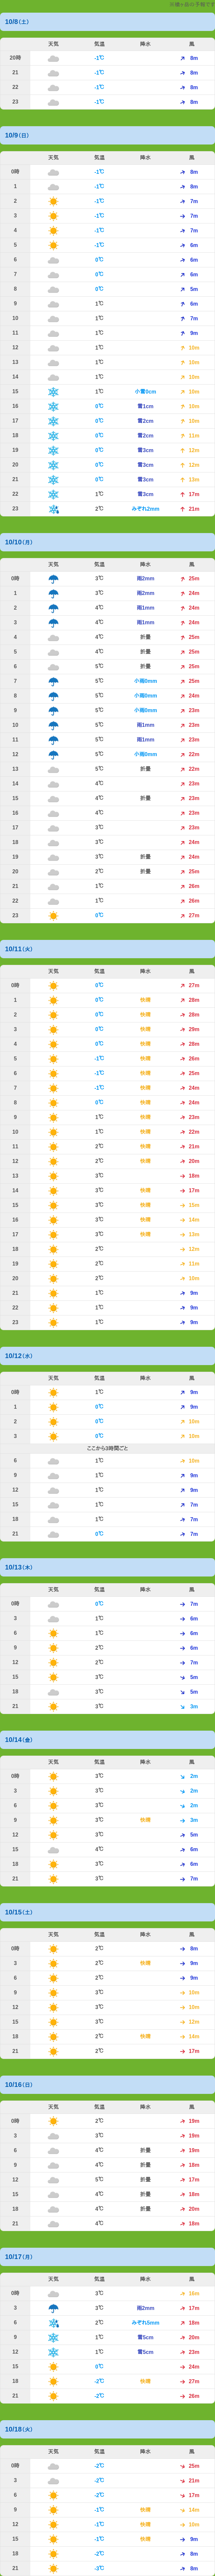 10/8(土)
天気 気温 降水 風
20時 -1℃ 8m
21 -1℃ 8m
22 -1℃ 8m
23 -1℃ 8m
10/9(日)
天気 気温 降水 風
0時 -1℃ 8m
1 -1℃ 8m
2 -1℃ 7m
3 -1℃ 7m
4 -1℃ 7m
5 -1℃ 6m
6 0℃ 6m
7 0℃ 6m
8 0℃ 5m
9 1℃ 6m
10 1℃ 7m
11 1℃ 9m
12 1℃ 10m
13 1℃ 10m
14 1℃ 10m
15 1℃ 小雪0cm 10m
16 0℃ 雪1cm 10m
17 0℃ 雪2cm 10m
18 0℃ 雪2cm 11m
19 0℃ 雪3cm 12m
20 0℃ 雪3cm 12m
21 0℃ 雪3cm 13m
22 1℃ 雪3cm 17m
23 2℃ みぞれ2mm 21m
10/10(月)
天気 気温 降水 風
0時 3℃ 雨2mm 25m
1 3℃ 雨2mm 24m
2 4℃ 雨1mm 24m
3 4℃ 雨1mm 24m
4 4℃ 折曇 25m
5 4℃ 折曇 25m
6 5℃ 折曇 25m
7 5℃ 小雨0mm 25m
8 5℃ 小雨0mm 24m
9 5℃ 小雨0mm 23m
10 5℃ 雨1mm 23m
11 5℃ 雨1mm 23m
12 5℃ 小雨0mm 22m
13 5℃ 折曇 22m
14 4℃ 23m
15 4℃ 折曇 23m
16 4℃ 23m
17 3℃ 23m
18 3℃ 24m
19 3℃ 折曇 24m
20 2℃ 折曇 25m
21 1℃ 26m
22 1℃ 26m
23 0℃ 27m
10/11(火)
天気 気温 降水 風
0時 0℃ 27m
1 0℃ 快晴 28m
2 0℃ 快晴 28m
3 0℃ 快晴 29m
4 0℃ 快晴 28m
5 -1℃ 快晴 26m
6 -1℃ 快晴 25m
7 -1℃ 快晴 24m
8 0℃ 快晴 24m
9 1℃ 快晴 23m
10 1℃ 快晴 22m
11 2℃ 快晴 21m
12 2℃ 快晴 20m
13 3℃ 18m
14 3℃ 快晴 17m
15 3℃ 快晴 15m
16 3℃ 快晴 14m
17 3℃ 快晴 13m
18 2℃ 12m
19 2℃ 11m
20 2℃ 10m
21 1℃ 9m
22 1℃ 9m
23 1℃ 9m
10/12(水)
天気 気温 降水 風
0時 1℃ 9m
1 0℃ 9m
2 0℃ 10m
3 0℃ 10m
ここから3時間ごと
6 1℃ 10m
9 1℃ 9m
12 1℃ 9m
15 1℃ 7m
18 1℃ 7m
21 0℃ 7m
10/13(木)
天気 気温 降水 風
0時 0℃ 7m
3 1℃ 6m
6 1℃ 6m
9 2℃ 6m
12 2℃ 7m
15 3℃ 5m
18 3℃ 5m
21 3℃ 3m
10/14(金)
天気 気温 降水 風
0時 3℃ 2m
3 3℃ 2m
6 3℃ 2m
9 3℃ 快晴 3m
12 3℃ 5m
15 4℃ 6m
18 3℃ 6m
21 3℃ 7m
10/15(土)
天気 気温 降水 風
0時 2℃ 8m
3 2℃ 快晴 9m
6 2℃ 9m
9 3℃ 10m
12 3℃ 10m
15 3℃ 12m
18 2℃ 快晴 14m
21 2℃ 17m
10/16(日)
天気 気温 降水 風
0時 2℃ 19m
3 3℃ 19m
6 4℃ 折曇 19m
9 4℃ 折曇 18m
12 5℃ 折曇 17m
15 4℃ 折曇 18m
18 4℃ 折曇 20m
21 4℃ 18m
10/17(月)
天気 気温 降水 風
0時 3℃ 16m
3 3℃ 雨2mm 17m
6 2℃ みぞれ5mm 18m
9 1℃ 雪5cm 20m
12 1℃ 雪5cm 23m
15 0℃ 24m
18 -2℃ 快晴 27m
21 -2℃ 26m
10/18(火)
天気 気温 降水 風
0時 -2℃ 25m
3 -2℃ 21m
6 -2℃ 17m
9 -1℃ 快晴 14m
12 -1℃ 快晴 10m
15 -1℃ 快晴 9m
18 -2℃ 8m
21 -3℃ 8m